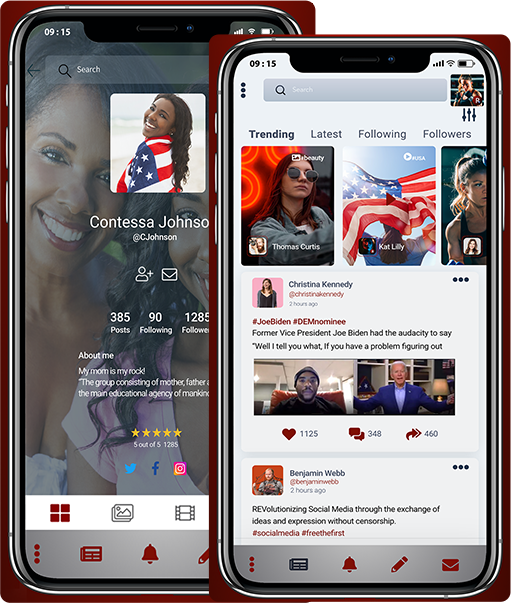 09:15
Search
Contessa Johnso
@CJohnson
385 90 1285
Posts Following Followe
About me
My mom is my rock!
"The group consisting of mother, father a
the main educational agency of mankind
5 out of 5 1285
09:15
Search
Trending Latest Following Followers
#beauty
Thomas Curtis
#USA
Kat Lilly
Christina Kennedy
@christinakennedy
2 hours ago
#JoeBiden #DEMnominee
Former Vice President Joe Biden had the audacity to say
"Well I tell you what, If you have a problem figuring out
1125 348 460
Benjamin Webb
@benjaminwebb
2 hours ago
REVolutionizing Social Media through the exchange of
ideas and expression without censorship.
#socialmedia #freethefirst